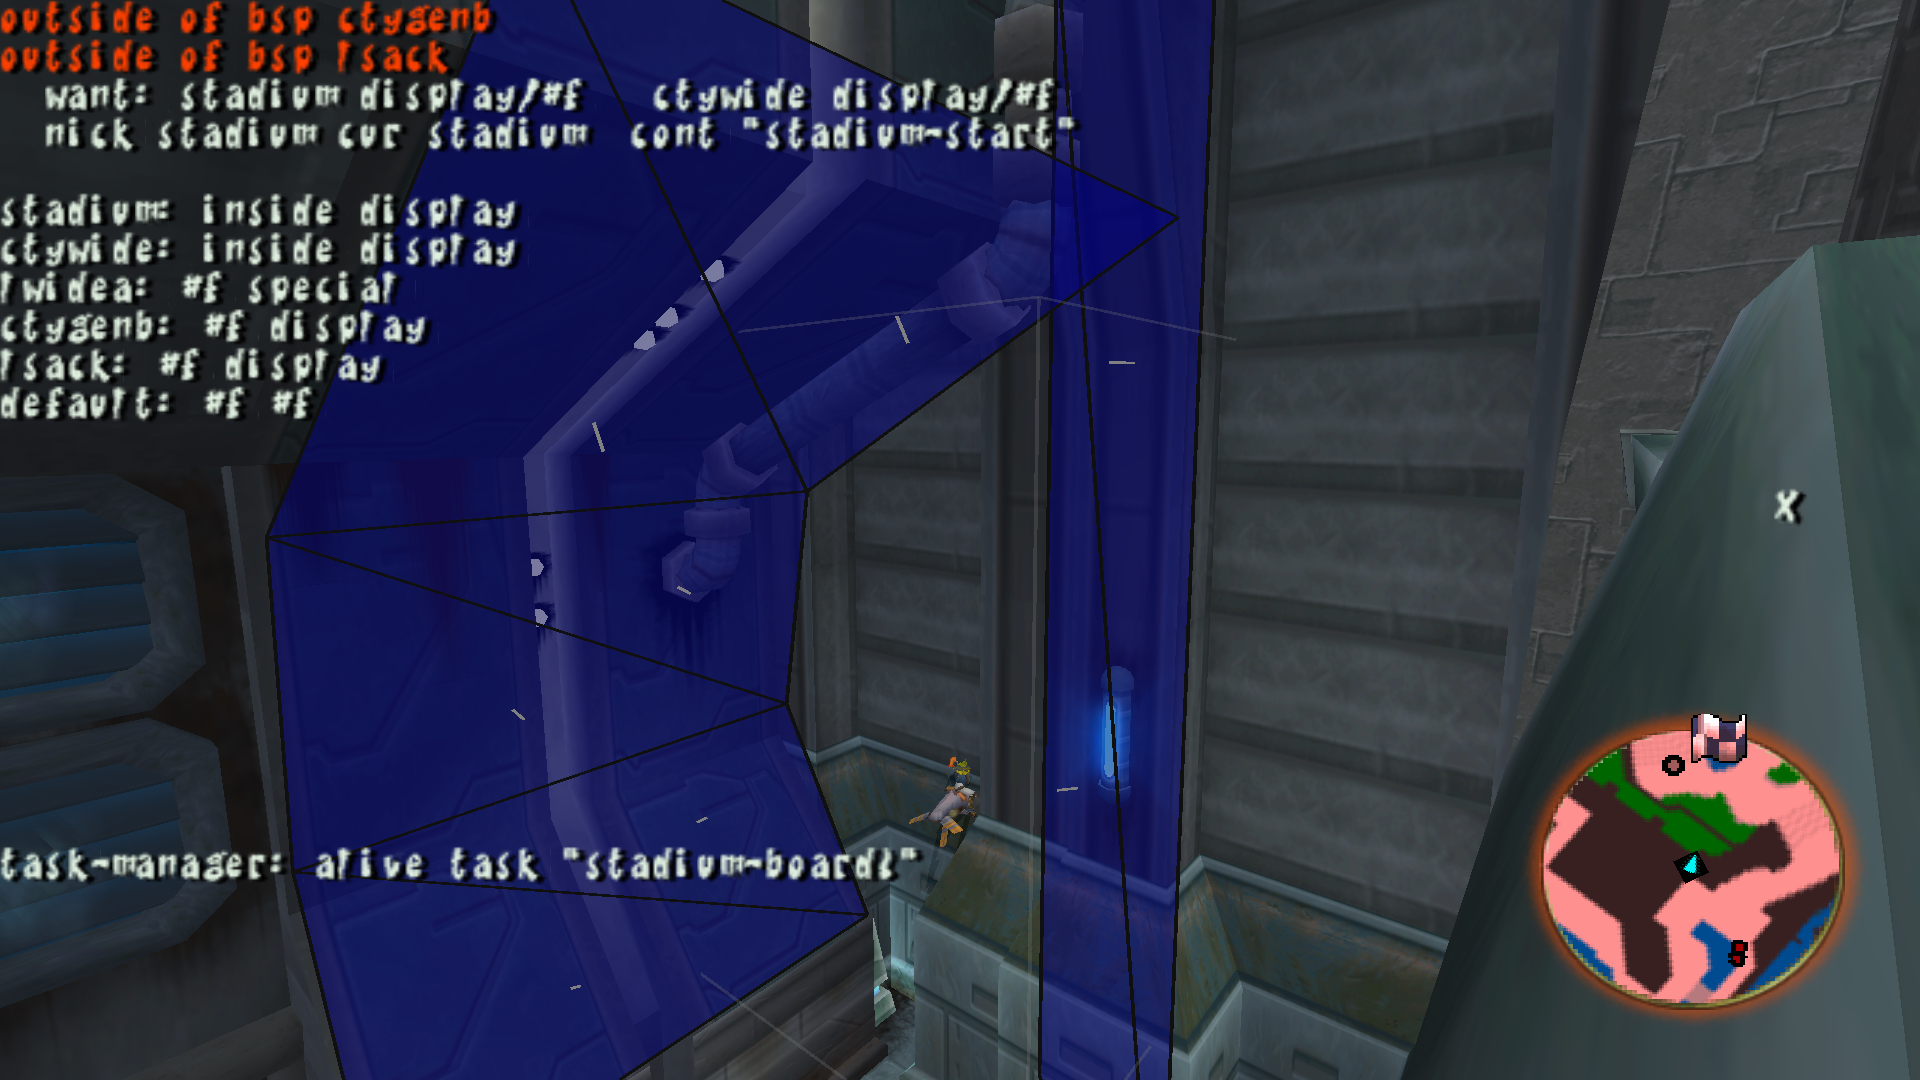 outside of bsp ctygenb
outside of bsp lsack
want: stadium display/#f ctywide display/#f
nick stadium cur stadium cont "stadium-start"
stadium: inside display
ctywide: inside display
lwidea: #f special
ctygenb: #f display
lsack: #f display
default: #f #f
x
task-manager: alive task "stadium-board1"